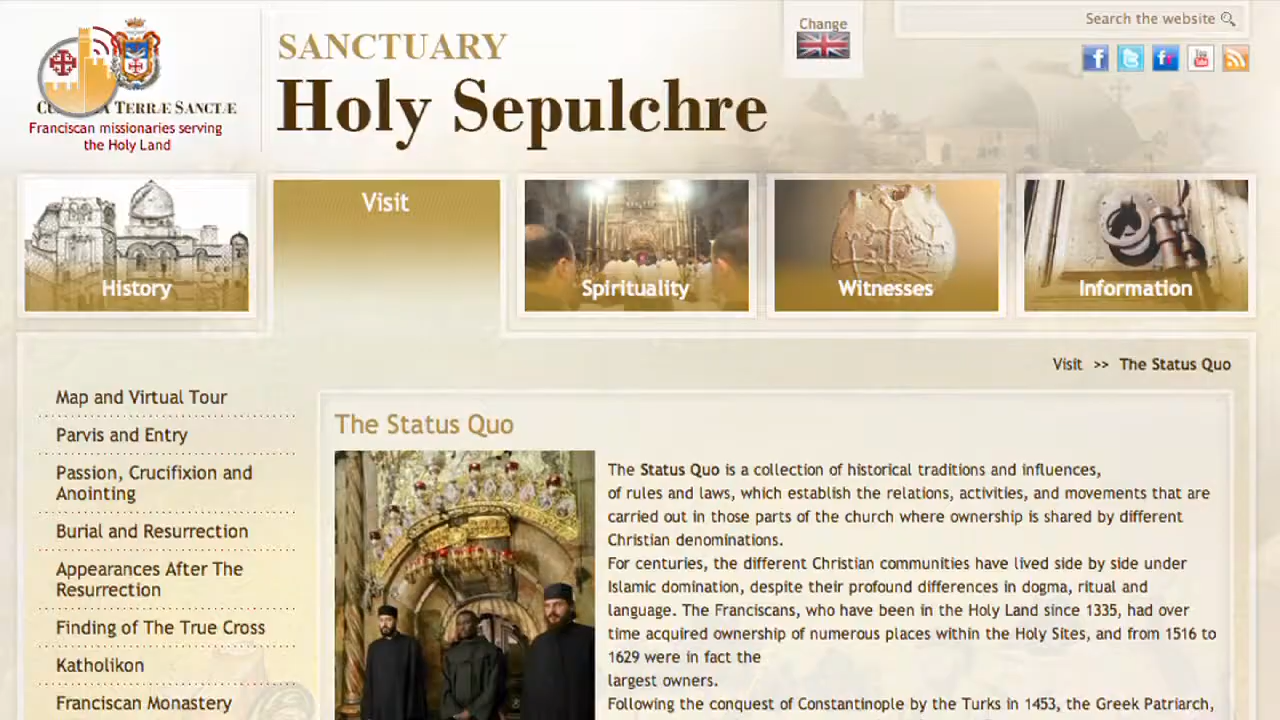 Change
Search the website
SANCTUARY
Holy Sepulchre
TERRÆ SANCTÆ
Franciscan missionaries serving
the Holy Land
History
Visit
Spirituality
Witnesses
Information
Visit >> The Status Quo
Map and Virtual Tour
Parvis and Entry
Passion, Crucifixion and
Anointing
Burial and Resurrection
Appearances After The
Resurrection
Finding of The True Cross
Katholikon
Franciscan Monastery
The Status Quo
The Status Quo is a collection of historical traditions and influences,
of rules and laws, which establish the relations, activities, and movements that are
carried out in those parts of the church where ownership is shared by different
Christian denominations.
For centuries, the different Christian communities have lived side by side under
Islamic domination, despite their profound differences in dogma, ritual and
language. The Franciscans, who have been in the Holy Land since 1335, had over
time acquired ownership of numerous places within the Holy Sites, and from 1516 to
1629 were in fact the
largest owners.
Following the conquest of Constantinople by the Turks in 1453, the Greek Patriarch,